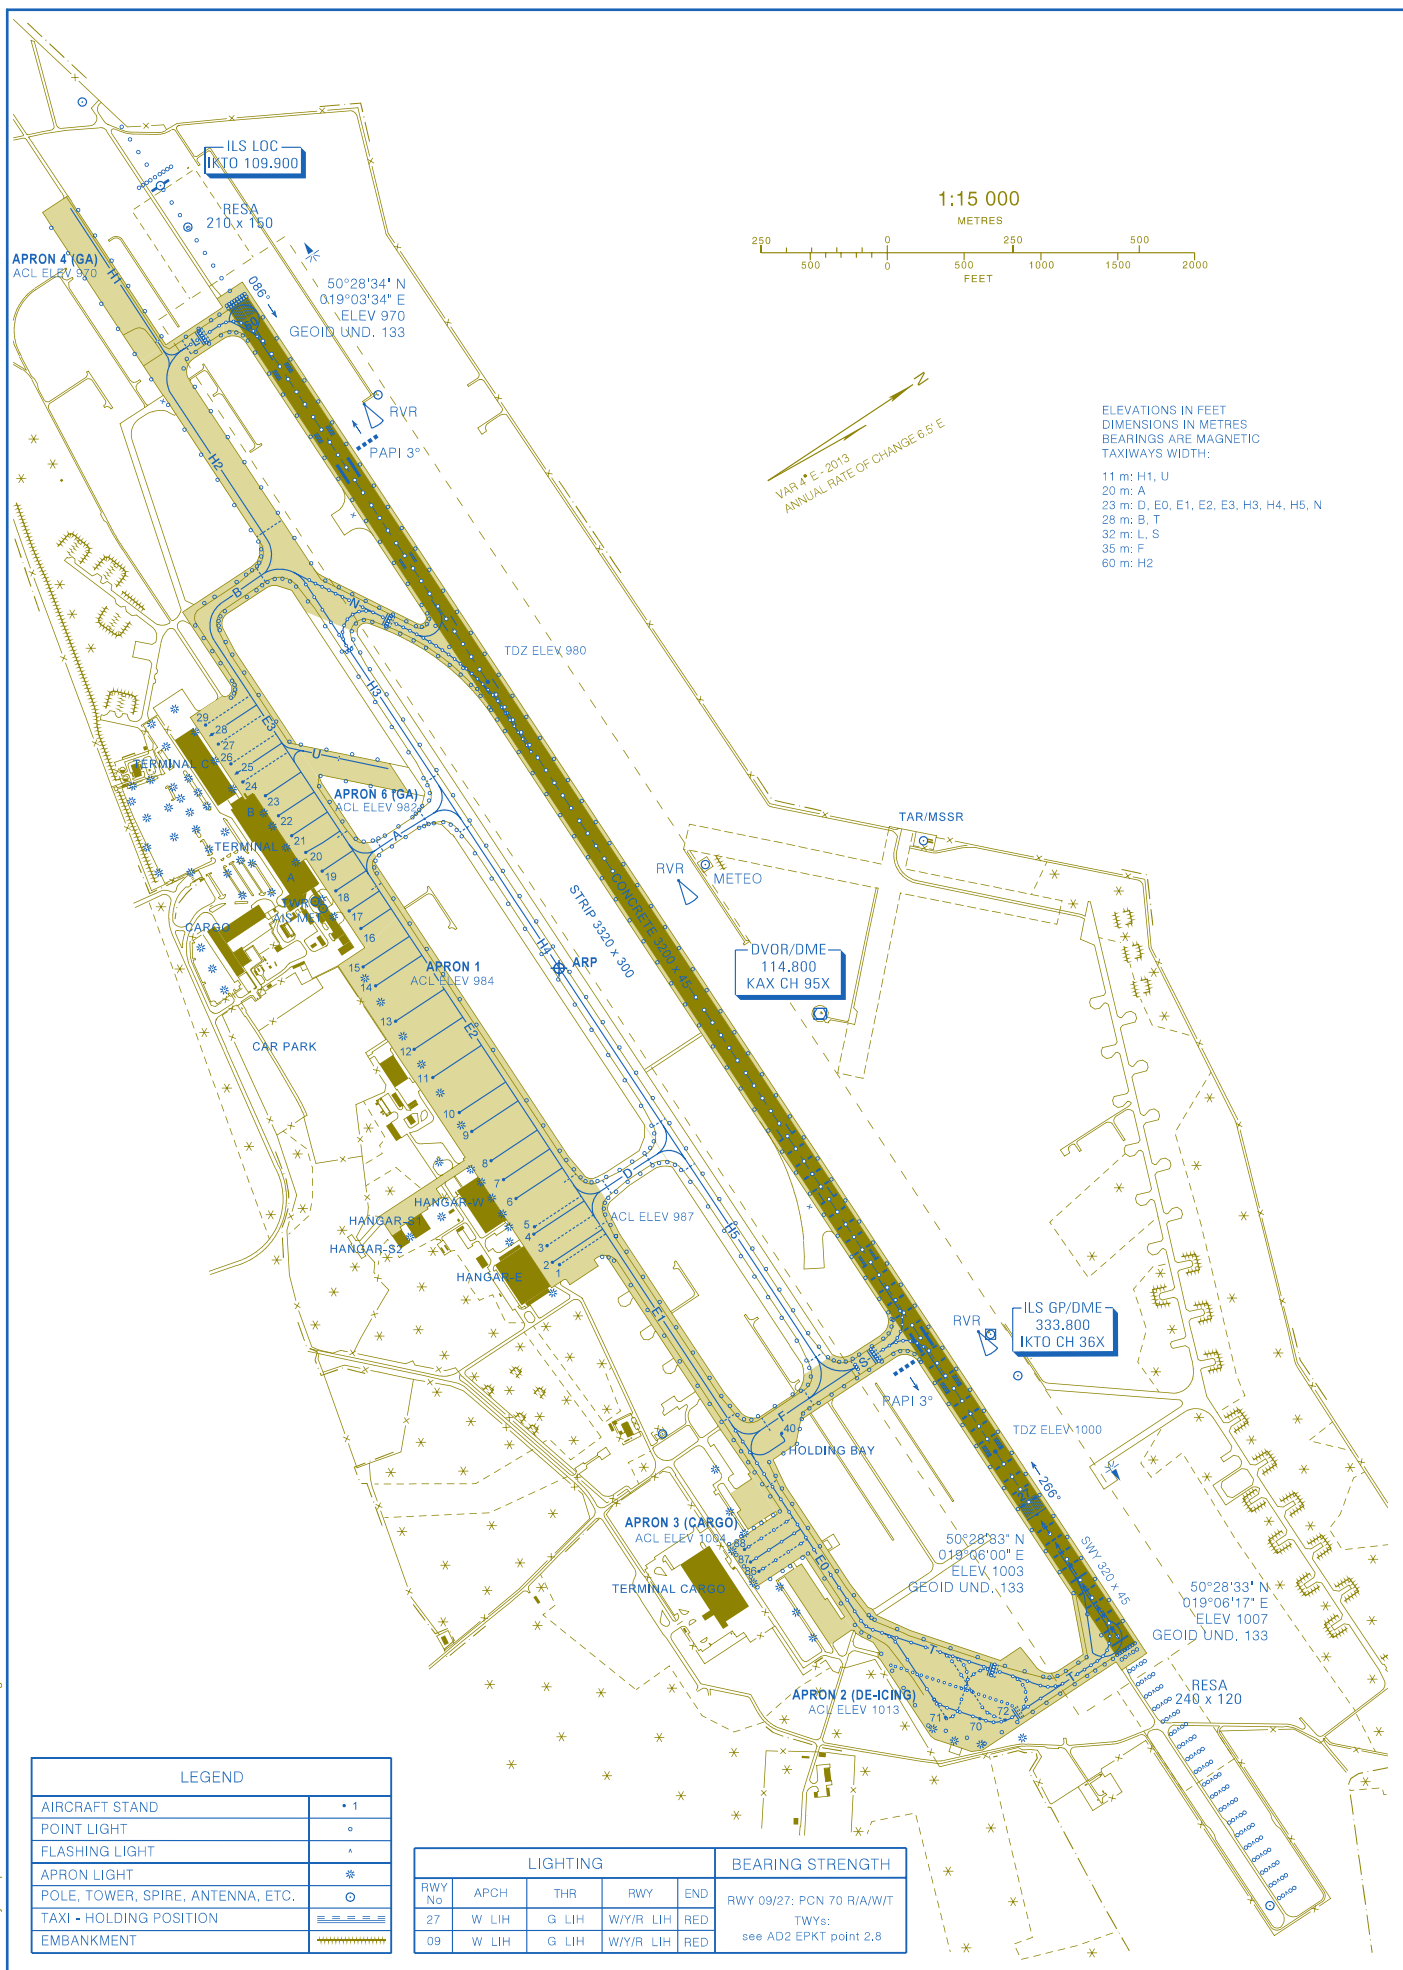 ILS LOC
IKTO 109.900
RESA
210 x 150
1:15 000
METRES
250 0 250 500
500 0 500 1000 1500 2000
FEET
APRON 4 (GA)
ACL ELEV 970
H1
086°
50°28'34" N
019°03'34" E
ELEV 970
GEOID UND. 133
L
RVR
PAPI 3°
N
VAR 4° E - 2013
ANNUAL RATE OF CHANGE 6.5' E
ELEVATIONS IN FEET
DIMENSIONS IN METRES
BEARINGS ARE MAGNETIC
TAXIWAYS WIDTH:
11 m: H1, U
20 m: A
23 m: D, E0, E1, E2, E3, H3, H4, H5, N
28 m: B, T
32 m: L, S
35 m: F
60 m: H2
H2
B
N
TDZ ELEV 980
H3
29
28
27
26
25
24
23
22
21
20
19
18
17
16
15
14
13
12
11
10
9
8
7
6
5
4
3
2
1
E3
U
TERMINAL C
B
TERMINAL
A
APRON 6 (GA)
ACL ELEV 982
A
TAR/MSSR
RVR
METEO
TWR
AIS MET
CARGO
STRIP 3320 x 300
CONCRETE 3200 x 45
H4
ARP
APRON 1
ACL ELEV 984
DVOR/DME
114.800
KAX CH 95X
E2
CAR PARK
D
HANGAR-W
HANGAR-S1
HANGAR-S2
HANGAR-E
ACL ELEV 987
H5
E1
RVR
ILS GP/DME
333.800
IKTO CH 36X
S
PAPI 3°
F
40
HOLDING BAY
TDZ ELEV 1000
266°
APRON 3 (CARGO)
ACL ELEV 1004
88
87
86
E0
TERMINAL CARGO
50°28'33" N
019°06'00" E
ELEV 1003
GEOID UND. 133
SWY 320 x 45
50°28'33" N
019°06'17" E
ELEV 1007
GEOID UND. 133
T
T
RESA
240 x 120
APRON 2 (DE-ICING)
ACL ELEV 1013
71
70
72
LEGEND
AIRCRAFT STAND 1
POINT LIGHT
FLASHING LIGHT
APRON LIGHT
POLE, TOWER, SPIRE, ANTENNA, ETC.
TAXI - HOLDING POSITION
EMBANKMENT
LIGHTING
RWY No APCH THR RWY END
27 W LIH G LIH W/Y/R LIH RED
09 W LIH G LIH W/Y/R LIH RED
BEARING STRENGTH
RWY 09/27: PCN 70 R/A/W/T
TWYs:
see AD2 EPKT point 2.8